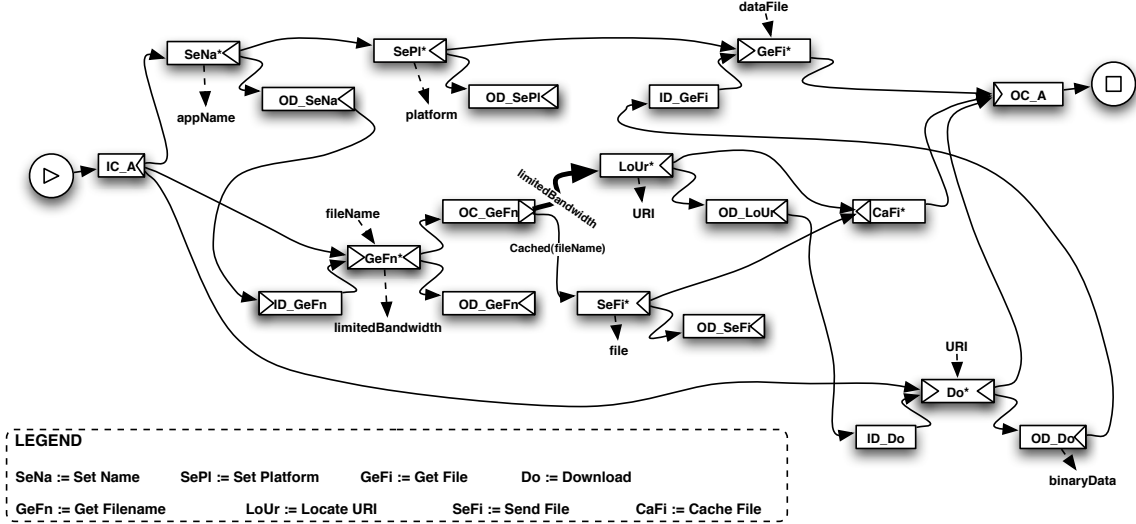 dataFile
SeNa*
SePl*
GeFi*
OD_SeNa
OD_SePl
ID_GeFi
OC_A
appName
platform
IC_A
LoUr*
limitedBandwidth
fileName
OC_GeFn
URI
OD_LoUr
CaFi*
Cached(fileName)
GeFn*
ID_GeFn
OD_GeFn
SeFi*
limitedBandwidth
OD_SeFi
file
URI
Do*
ID_Do
OD_Do
binaryData
LEGEND
SeNa := Set Name SePl := Set Platform GeFi := Get File Do := Download
GeFn := Get Filename LoUr := Locate URI SeFi := Send File CaFi := Cache File